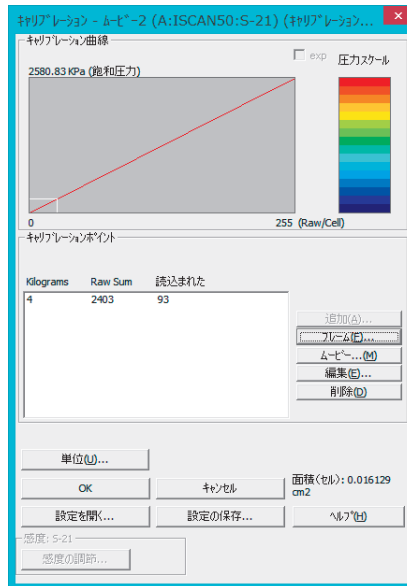 キャリブレーション - ムービー2 (A:ISCAN50:S-21) (キャリブレーション...
キャリブレーション曲線
exp
圧力スケール
2580.83 KPa (飽和圧力)
0
255 (Raw/Cell)
キャリブレーションポイント
Kilograms Raw Sum 読込まれた
4 2403 93
追加(A)...
フレーム(F)...
ムービー...(M)
編集(E)...
削除(D)
単位(U)...
OK
キャンセル
面積(セル): 0.016129
cm2
設定を開く...
設定の保存...
ヘルプ(H)
感度: S-21
感度の調節...